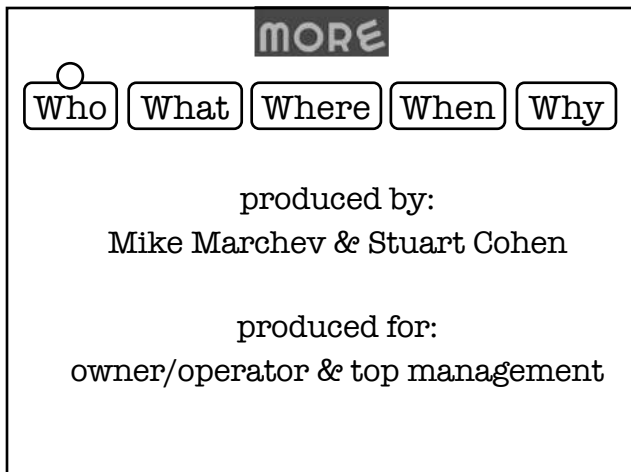 MORE
Who What Where When Why
produced by:
Mike Marchev & Stuart Cohen
produced for:
owner/operator & top management